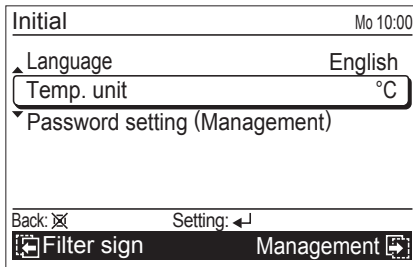 Initial Mo 10:00
Language English
Temp. unit °C
Password setting (Management)
Back: Setting:
Filter sign Management